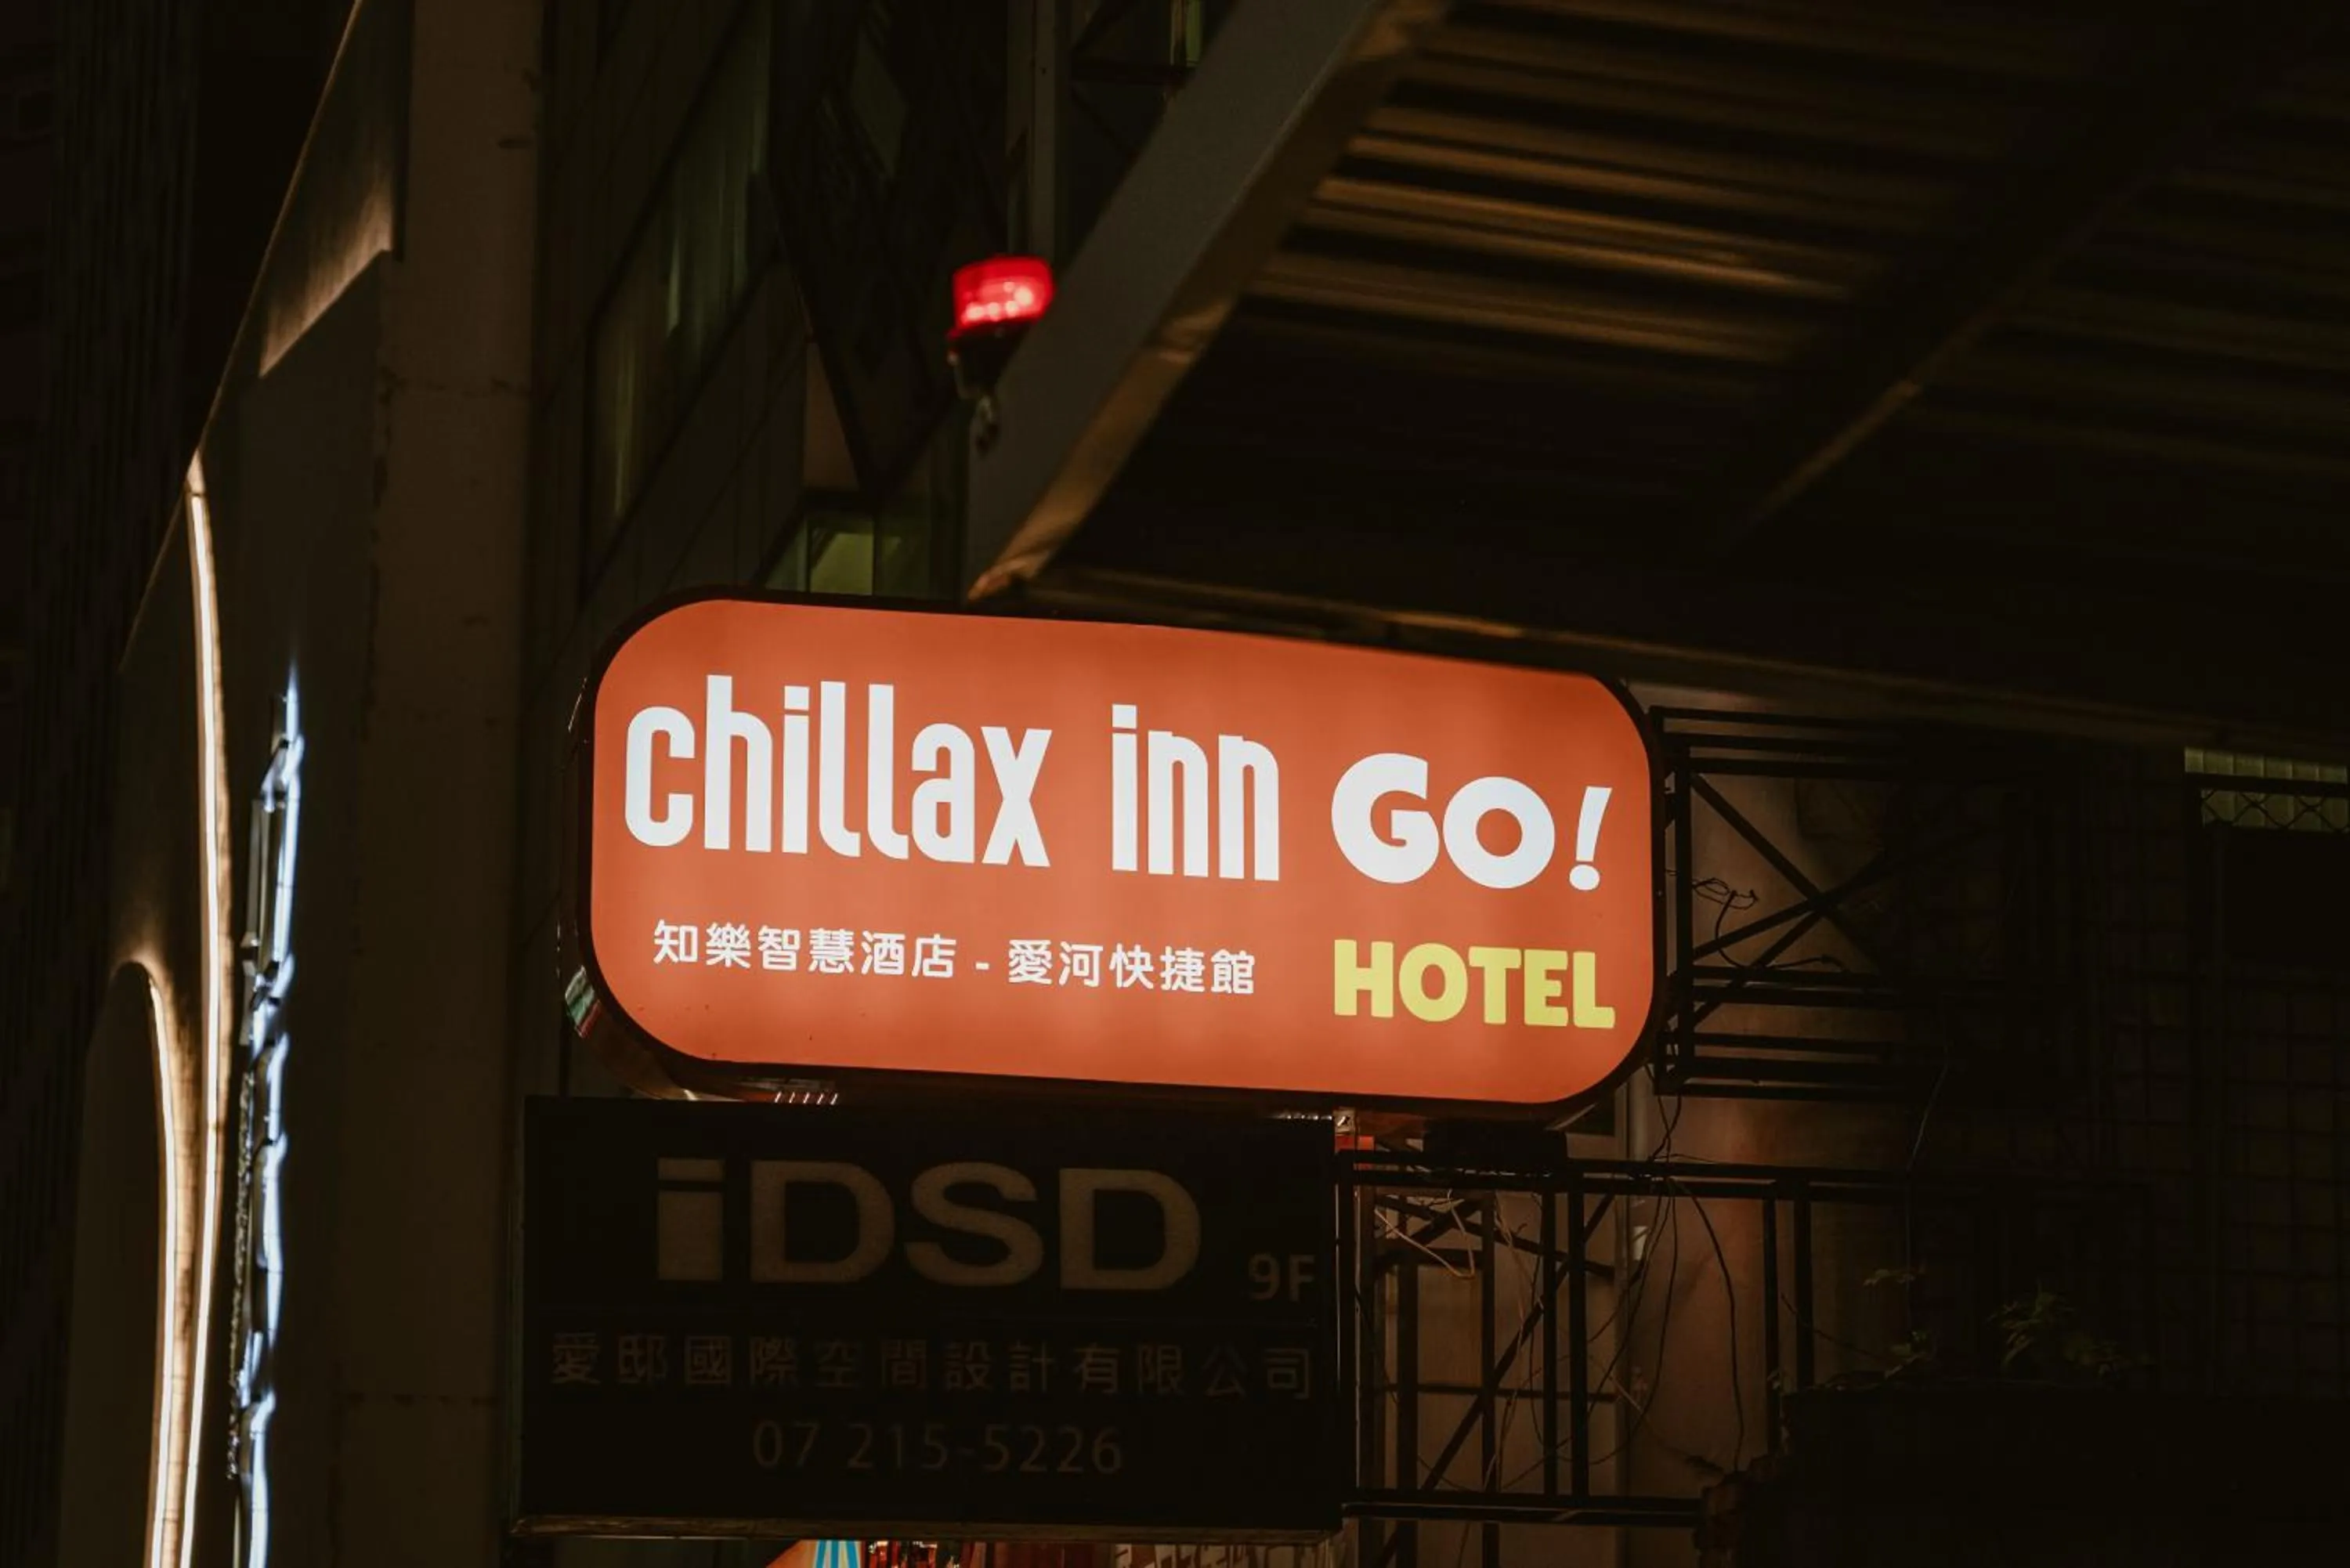 chillax inn GO!
知樂智慧酒店 - 愛河快捷館 HOTEL
iDSD 9F
愛邸國際空間設計有限公司
07 215-5226